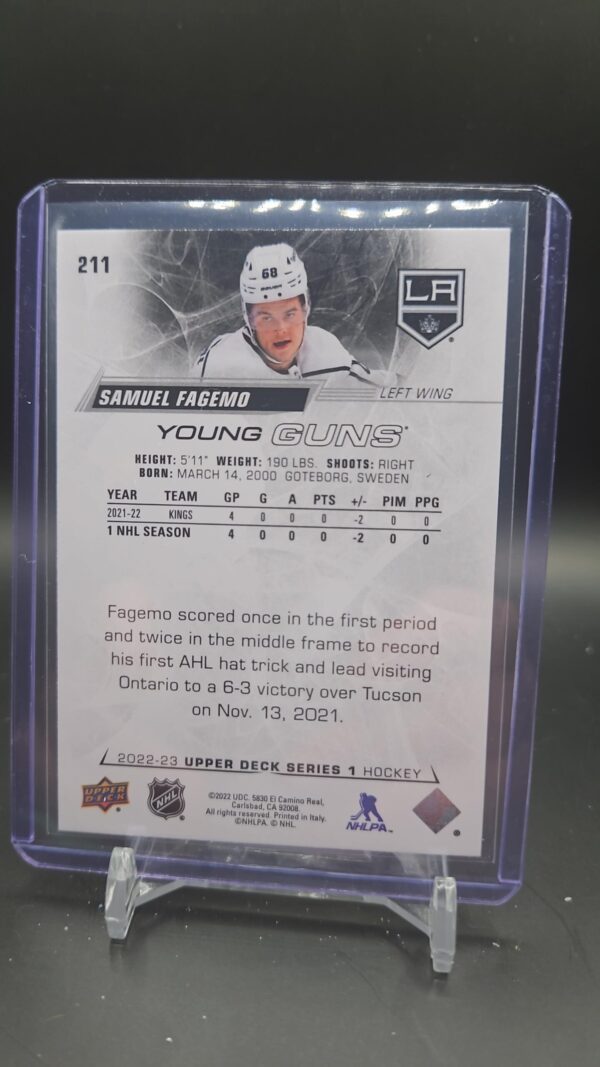 211
68
BAUER
LA
SAMUEL FAGEMO
LEFT WING
YOUNG GUNS®
HEIGHT: 5'11" WEIGHT: 190 LBS. SHOOTS: RIGHT
BORN: MARCH 14, 2000 GOTEBORG, SWEDEN
YEAR TEAM GP G A PTS +/- PIM PPG
2021-22 KINGS 4 0 0 0 -2 0 0
1 NHL SEASON 4 0 0 0 -2 0 0
Fagemo scored once in the first period
and twice in the middle frame to record
his first AHL hat trick and lead visiting
Ontario to a 6-3 victory over Tucson
on Nov. 13, 2021.
2022-23 UPPER DECK SERIES 1 HOCKEY
UPPER DECK
NHL
©2022 UDC. 5830 El Camino Real,
Carlsbad, CA 92008.
All rights reserved. Printed in Italy.
©NHLPA. © NHL.
NHLPA™